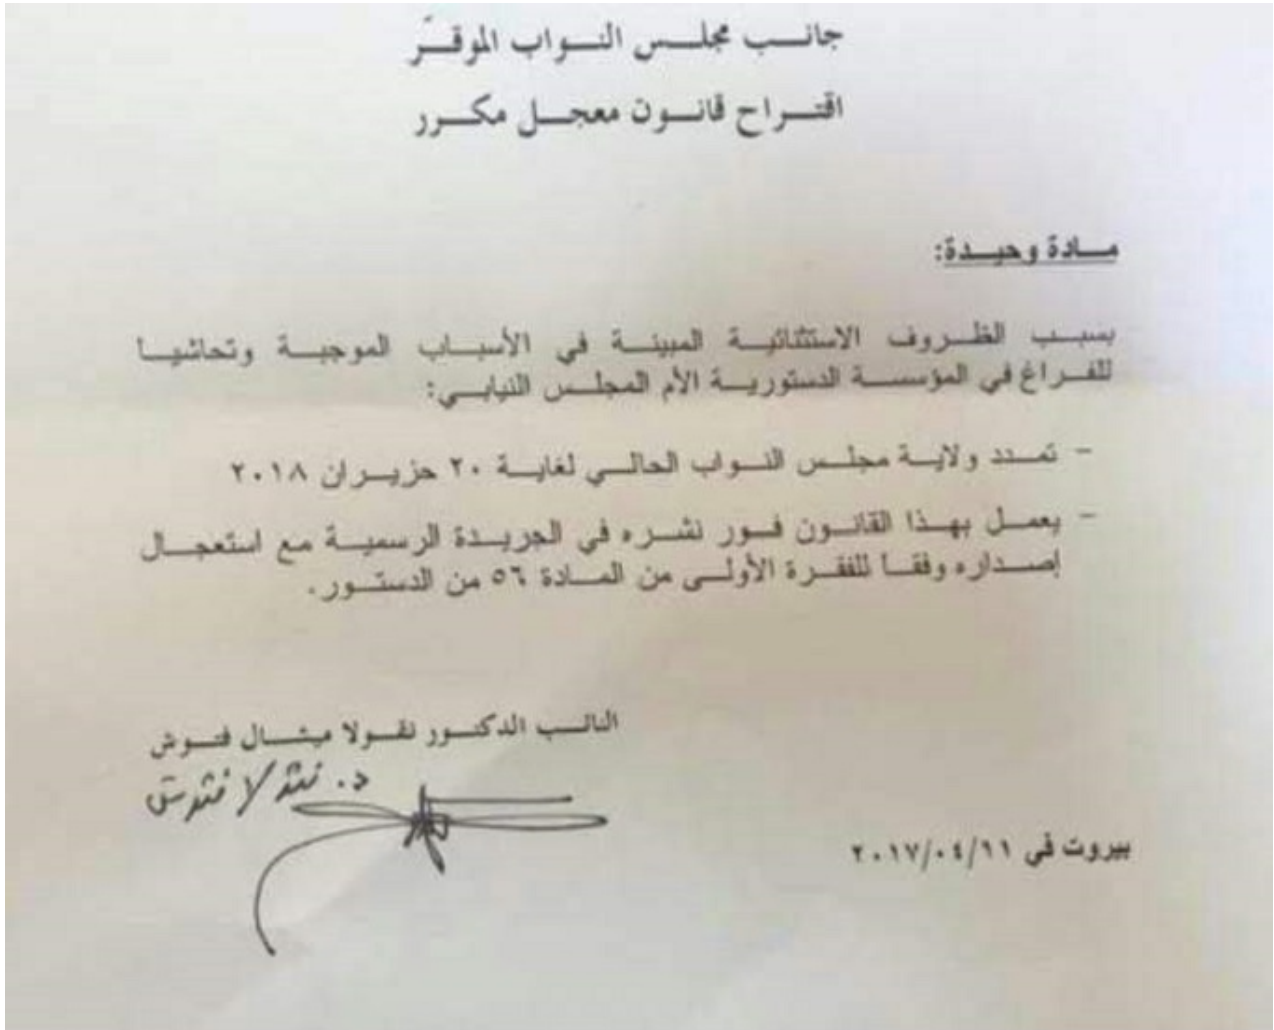 جانب مجلس النواب الموقّر
اقتراح قانون معجل مكرر
مادة وحيدة:
بسبب الظروف الاستثنائية المبينة في الأسباب الموجبة وتحاشيا
للفراغ في المؤسسة الدستورية الأم المجلس النيابي:
- تمدد ولاية مجلس النواب الحالي لغاية ٢٠ حزيران ٢٠١٨
- يعمل بهذا القانون فور نشره في الجريدة الرسمية مع استعجال
إصداره وفقاً للفقرة الأولى من المادة ٥٦ من الدستور.
النائب الدكتور نقولا ميشال فتوش
د. نقولا فتوش
بيروت في ٢٠١٧/٠٤/١١